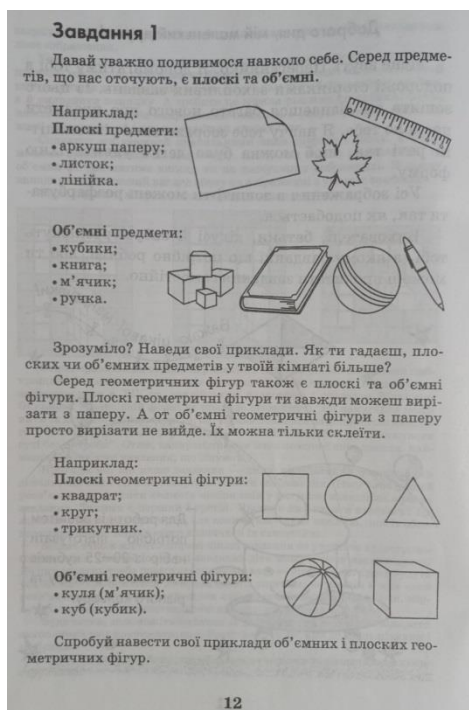 Завдання 1
Давай уважно подивимося навколо себе. Серед предме-
тів, що нас оточують, є плоскі та об'ємні.
Наприклад:
Плоскі предмети:
• аркуш паперу;
• листок;
• лінійка.
Об'ємні предмети:
• кубики;
• книга;
• м'ячик;
• ручка.
Зрозуміло? Наведи свої приклади. Як ти гадаєш, пло-
ских чи об'ємних предметів у твоїй кімнаті більше?
Серед геометричних фігур також є плоскі та об'ємні
фігури. Плоскі геометричні фігури ти завжди можеш вирі-
зати з паперу. А от об'ємні геометричні фігури з паперу
просто вирізати не вийде. Їх можна тільки склеїти.
Наприклад:
Плоскі геометричні фігури:
• квадрат;
• круг;
• трикутник.
Об'ємні геометричні фігури:
• куля (м'ячик);
• куб (кубик).
Спробуй навести свої приклади об'ємних і плоских гео-
метричних фігур.
12